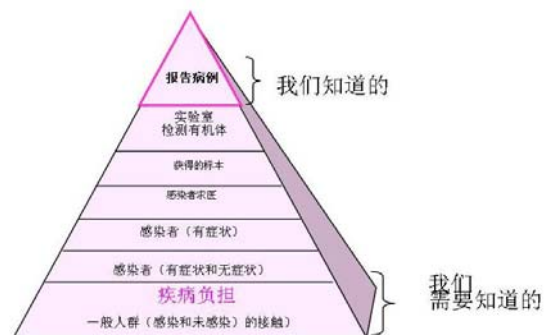 报告病例
我们知道的
实验室
检测有机体
获得的标本
感染者求医
感染者（有症状）
感染者（有症状和无症状）
疾病负担
一般人群（感染和未感染）的接触）
我们
需要知道的